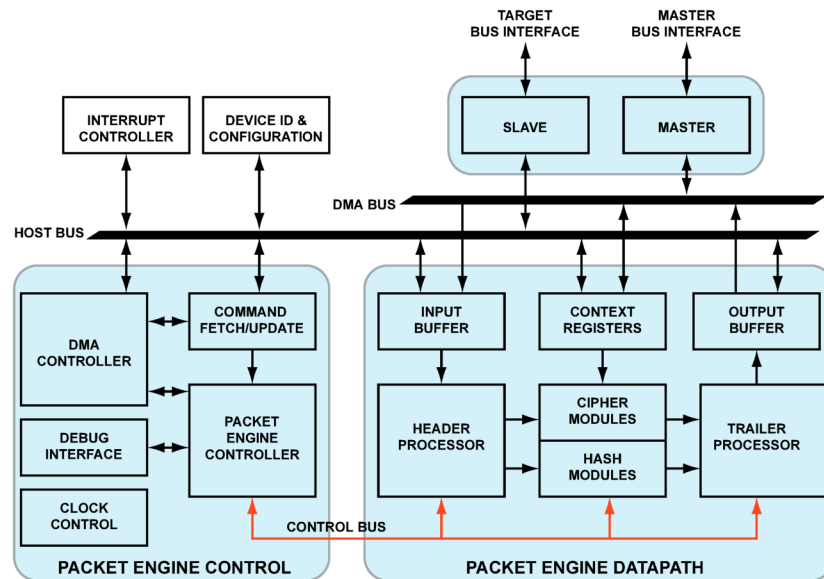 TARGET
BUS INTERFACE
MASTER
BUS INTERFACE
INTERRUPT
CONTROLLER
DEVICE ID &
CONFIGURATION
SLAVE
MASTER
DMA BUS
HOST BUS
DMA
CONTROLLER
COMMAND
FETCH/UPDATE
INPUT
BUFFER
CONTEXT
REGISTERS
OUTPUT
BUFFER
PACKET
ENGINE
CONTROLLER
HEADER
PROCESSOR
CIPHER
MODULES
HASH
MODULES
TRAILER
PROCESSOR
DEBUG
INTERFACE
CLOCK
CONTROL
CONTROL BUS
PACKET ENGINE CONTROL
PACKET ENGINE DATAPATH